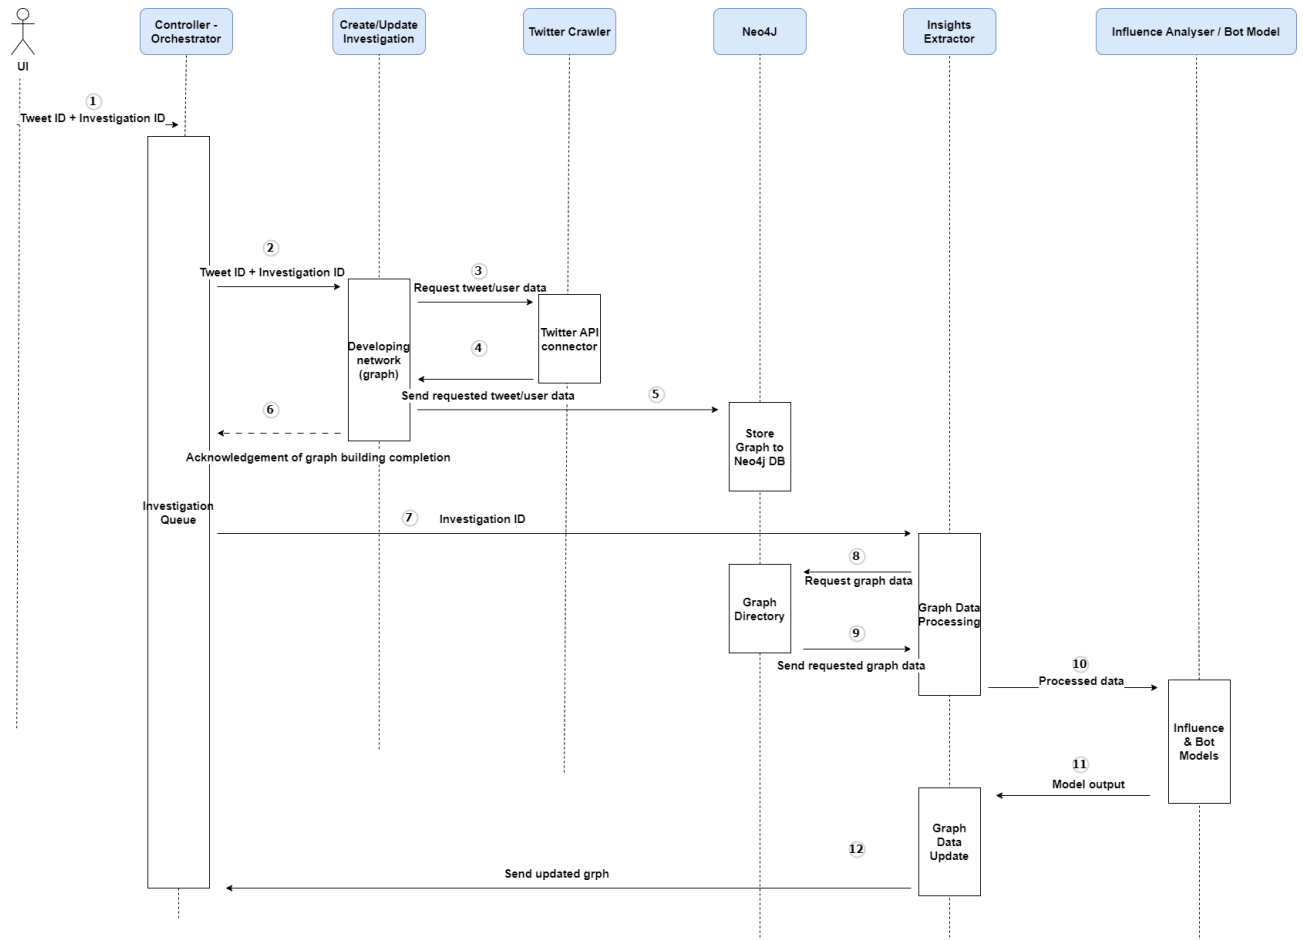 UI
Controller -
Orchestrator
Create/Update
Investigation
Twitter Crawler
Neo4J
Insights
Extractor
Influence Analyser / Bot Model
1
Tweet ID + Investigation ID
2
Tweet ID + Investigation ID
3
Request tweet/user data
Twitter API
connector
Developing
network
(graph)
4
Send requested tweet/user data
5
6
Store
Graph to
Neo4j DB
Acknowledgement of graph building completion
Investigation
Queue
7
Investigation ID
8
Request graph data
Graph
Directory
Graph Data
Processing
9
Send requested graph data
10
Processed data
Influence
& Bot
Models
11
Model output
Graph
Data
Update
12
Send updated grph